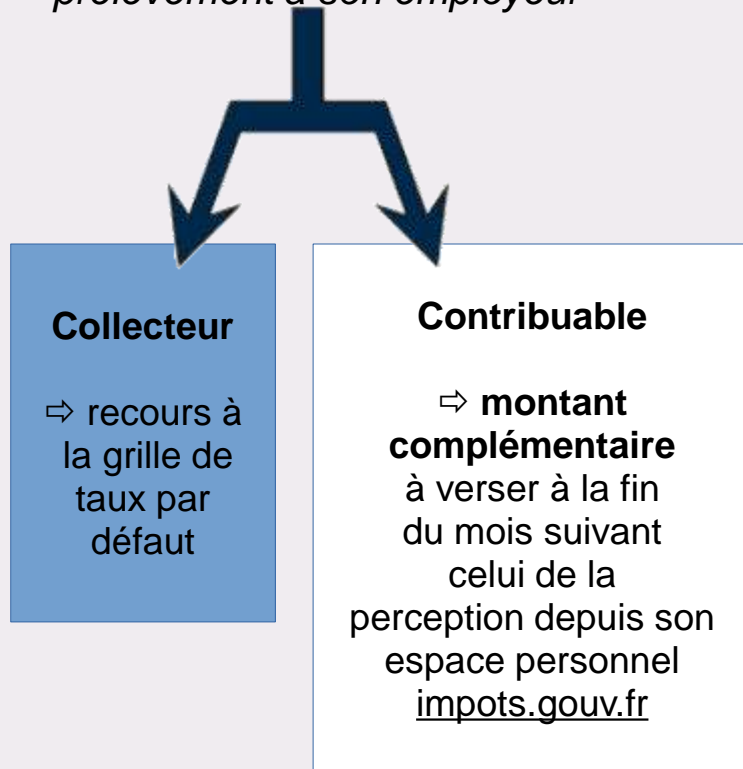 prélèvement à son employeur
Collecteur
⇨ recours à
la grille de
taux par
défaut
Contribuable
⇨ montant
complémentaire
à verser à la fin
du mois suivant
celui de la
perception depuis son
espace personnel
impots.gouv.fr